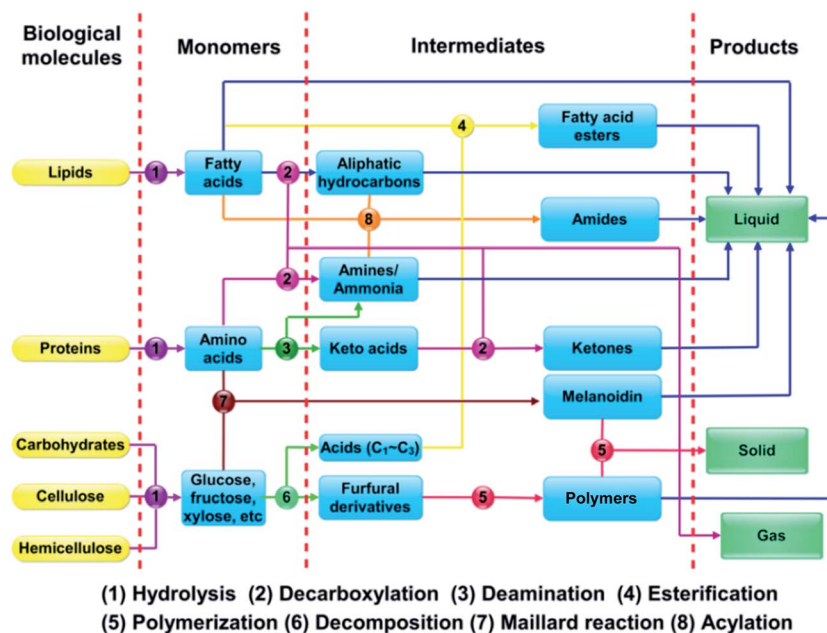 Biological
molecules
Monomers
Intermediates
Products
4
Fatty acid
esters
Lipids
1
Fatty
acids
2
Aliphatic
hydrocarbons
8
Amides
Liquid
2
Amines/
Ammonia
Proteins
1
Amino
acids
3
Keto acids
2
Ketones
7
Melanoidin
Carbohydrates
Acids (C₁~C₃)
5
Solid
Cellulose
1
Glucose,
fructose,
xylose, etc
6
Furfural
derivatives
5
Polymers
Hemicellulose
Gas
(1) Hydrolysis (2) Decarboxylation (3) Deamination (4) Esterification
(5) Polymerization (6) Decomposition (7) Maillard reaction (8) Acylation